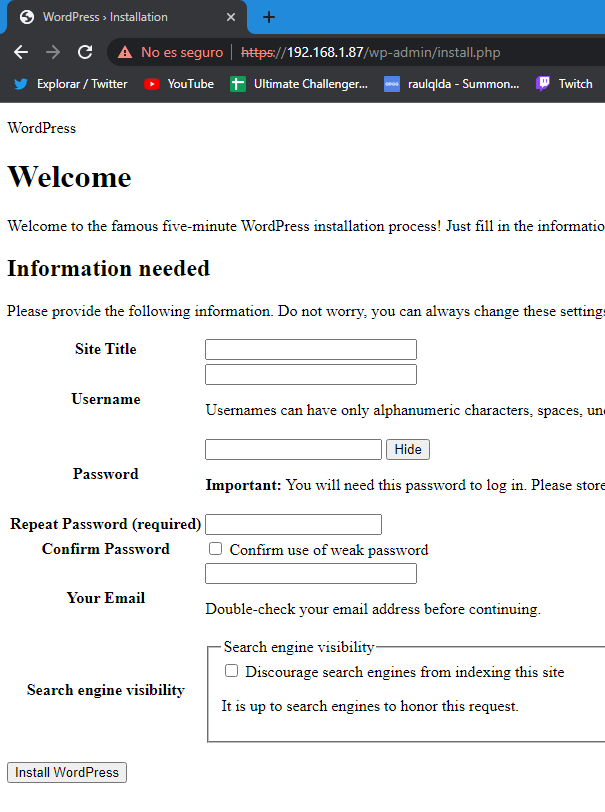 WordPress › Installation
No es seguro
https://192.168.1.87/wp-admin/install.php
Explorar / Twitter YouTube Ultimate Challenger... raulqlda - Summon... Twitch
WordPress
Welcome
Welcome to the famous five-minute WordPress installation process! Just fill in the informatio
Information needed
Please provide the following information. Do not worry, you can always change these settings
Site Title
Username
Usernames can have only alphanumeric characters, spaces, un
Password
Hide
Important: You will need this password to log in. Please store
Repeat Password (required)
Confirm Password
Confirm use of weak password
Your Email
Double-check your email address before continuing.
Search engine visibility
Search engine visibility
Discourage search engines from indexing this site
It is up to search engines to honor this request.
Install WordPress